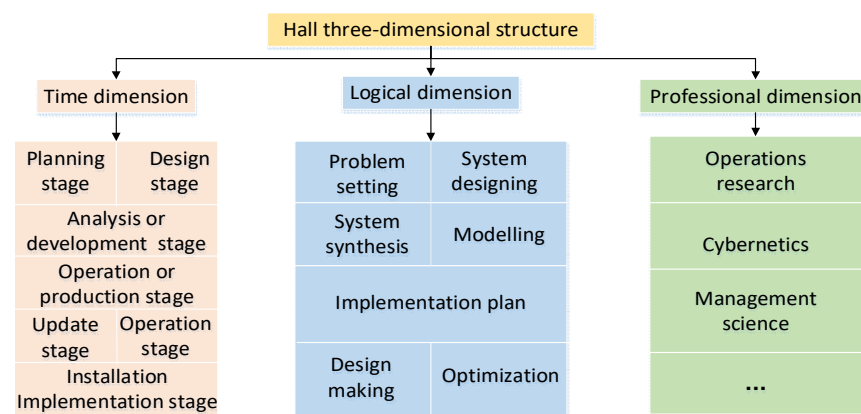 Hall three-dimensional structure
Time dimension
Logical dimension
Professional dimension
Planning
stage
Design
stage
Analysis or
development stage
Operation or
production stage
Update
stage
Operation
stage
Installation
Implementation stage
Problem
setting
System
designing
System
synthesis
Modelling
Implementation plan
Design
making
Optimization
Operations
research
Cybernetics
Management
science
...